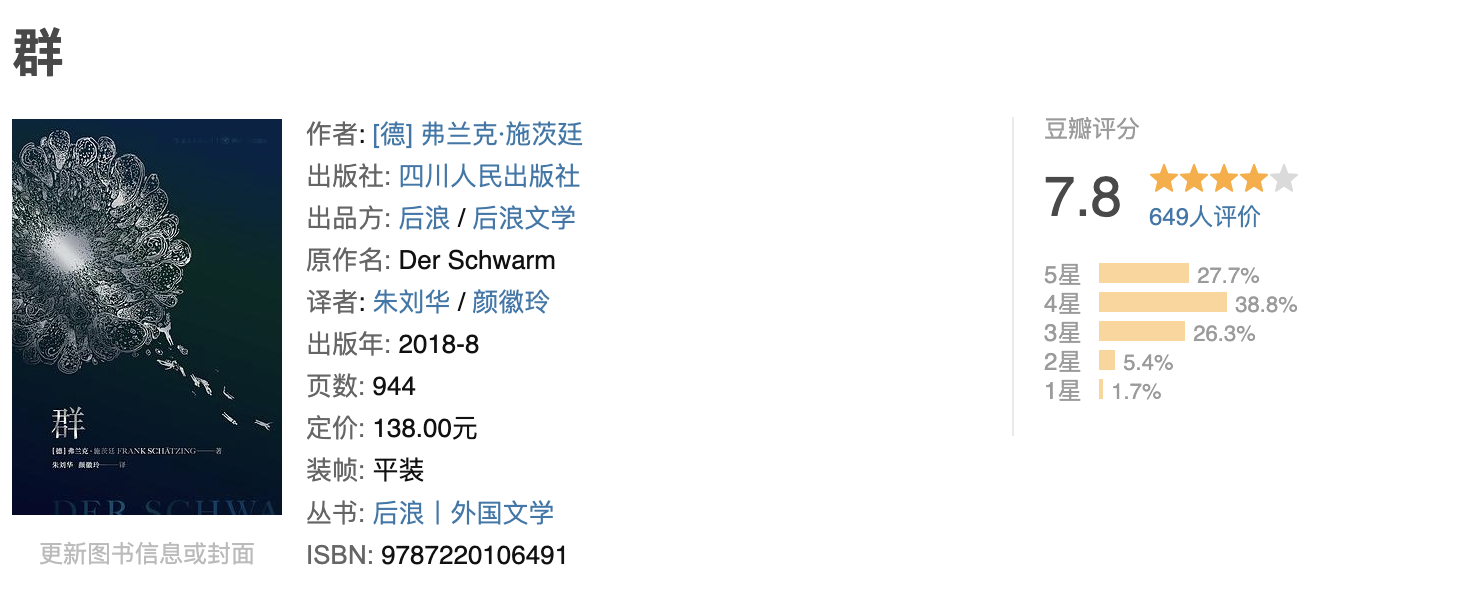 群
群
[德] 弗兰克·施茨廷 FRANK SCHÄTZING——著
朱刘华 颜徽玲——译
DER SCHWA
更新图书信息或封面
作者: [德] 弗兰克·施茨廷
出版社: 四川人民出版社
出品方: 后浪 / 后浪文学
原作名: Der Schwarm
译者: 朱刘华 / 颜徽玲
出版年: 2018-8
页数: 944
定价: 138.00元
装帧: 平装
丛书: 后浪丨外国文学
ISBN: 9787220106491
豆瓣评分
7.8
649人评价
5星 27.7%
4星 38.8%
3星 26.3%
2星 5.4%
1星 1.7%